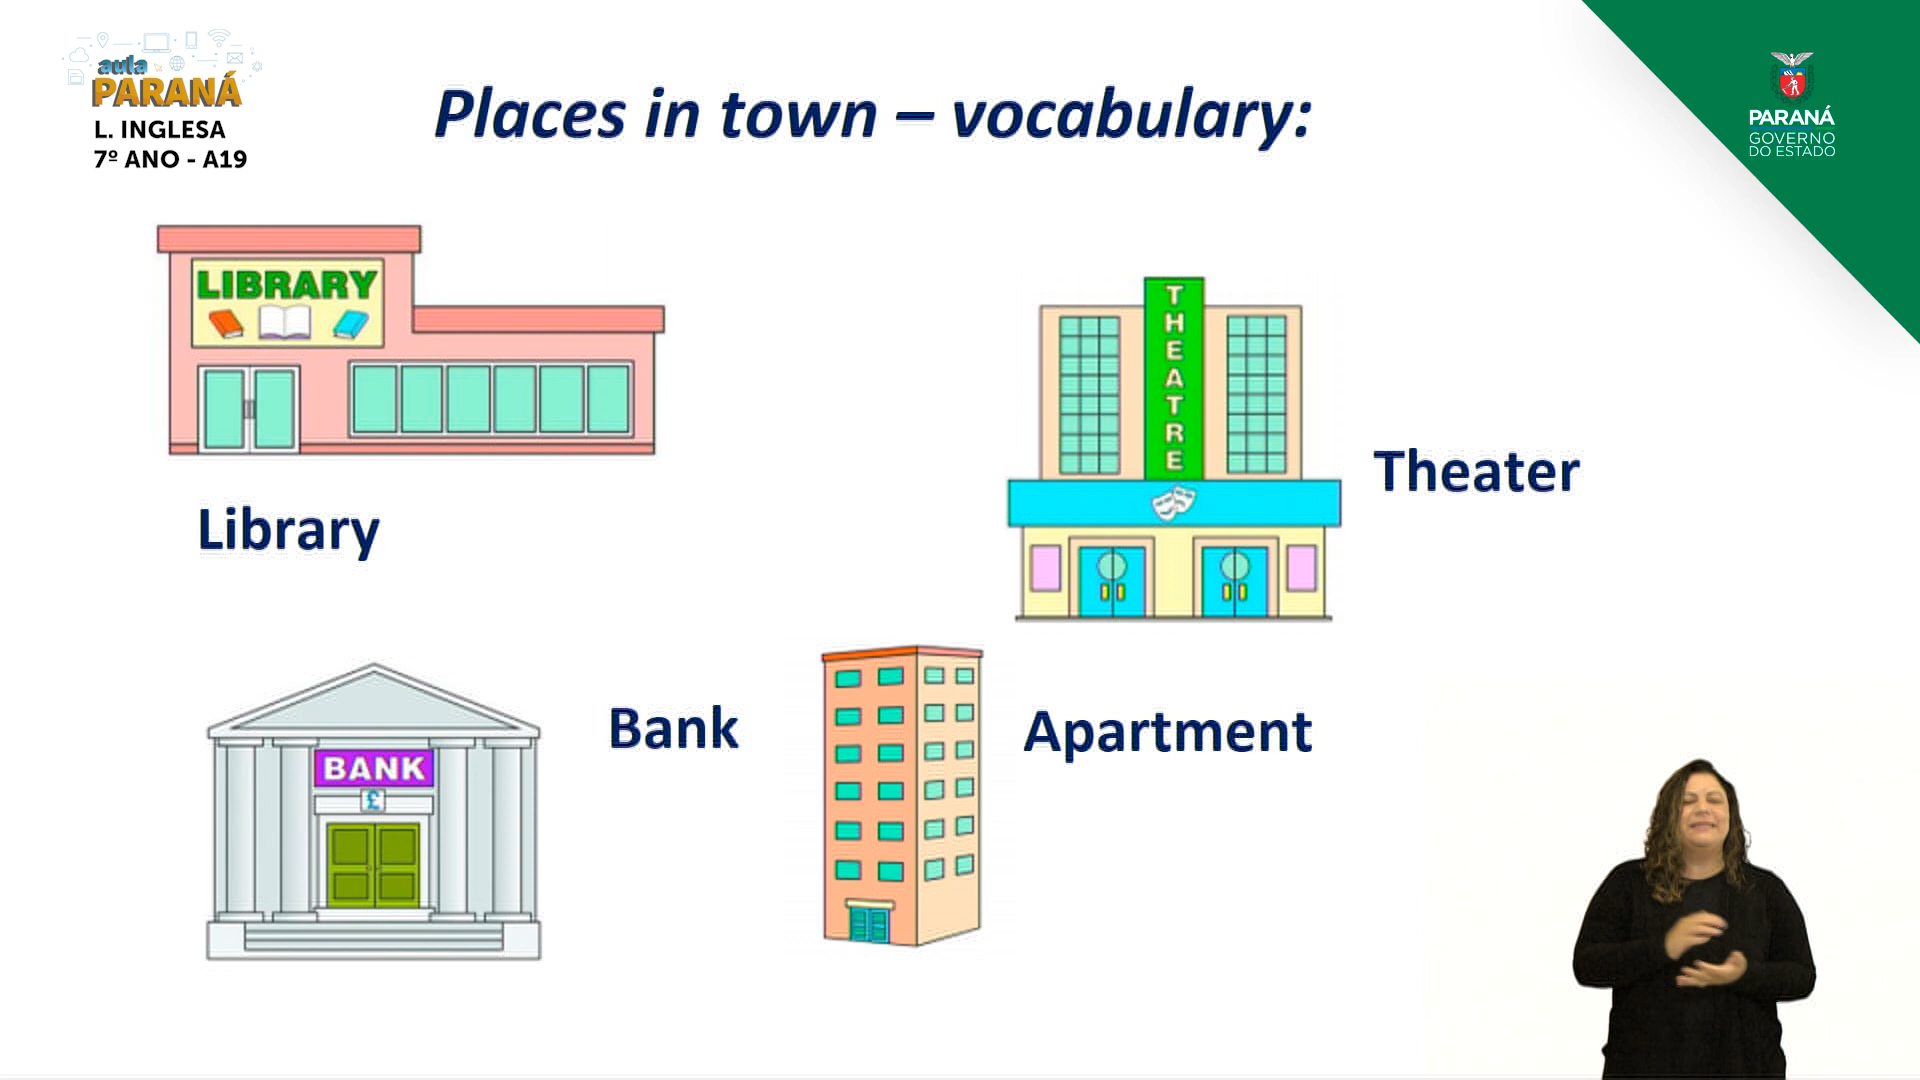 aula
PARANÁ
L. INGLESA
7º ANO - A19
Places in town – vocabulary:
PARANÁ
GOVERNO
DO ESTADO
LIBRARY
Library
THEATRE
Theater
BANK
£
Bank
Apartment